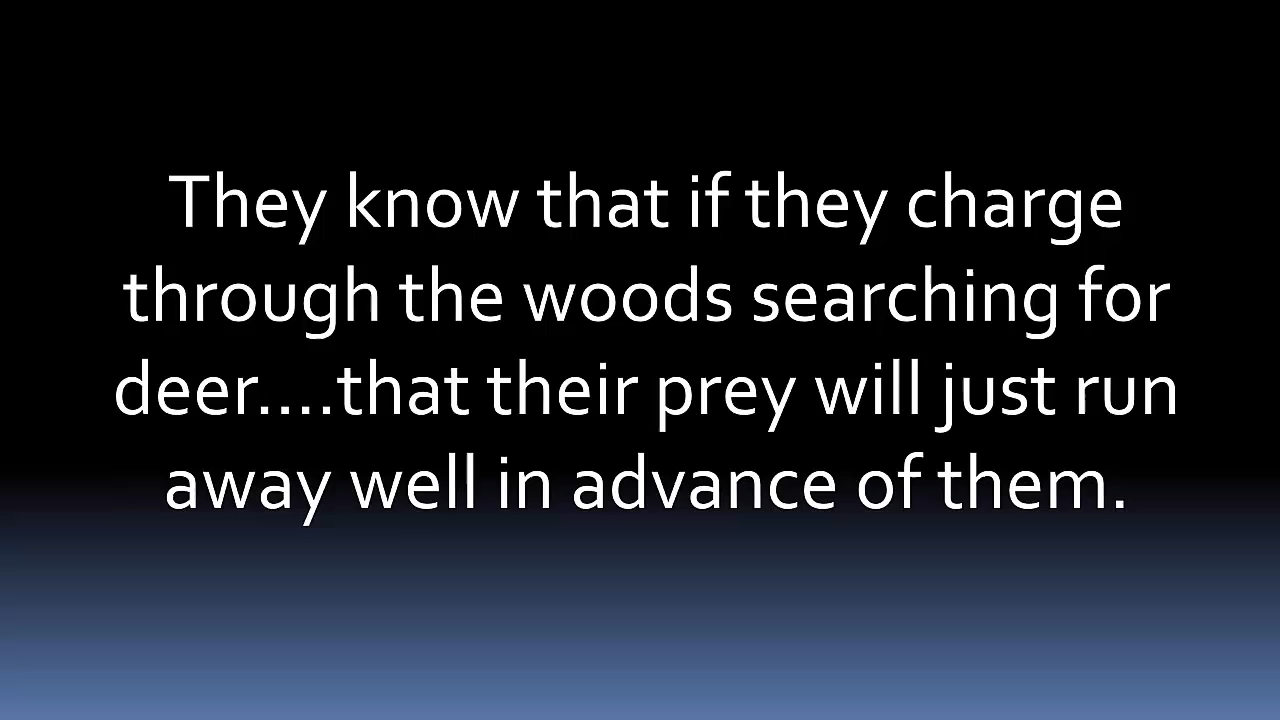 They know that if they charge
through the woods searching for
deer....that their prey will just run
away well in advance of them.